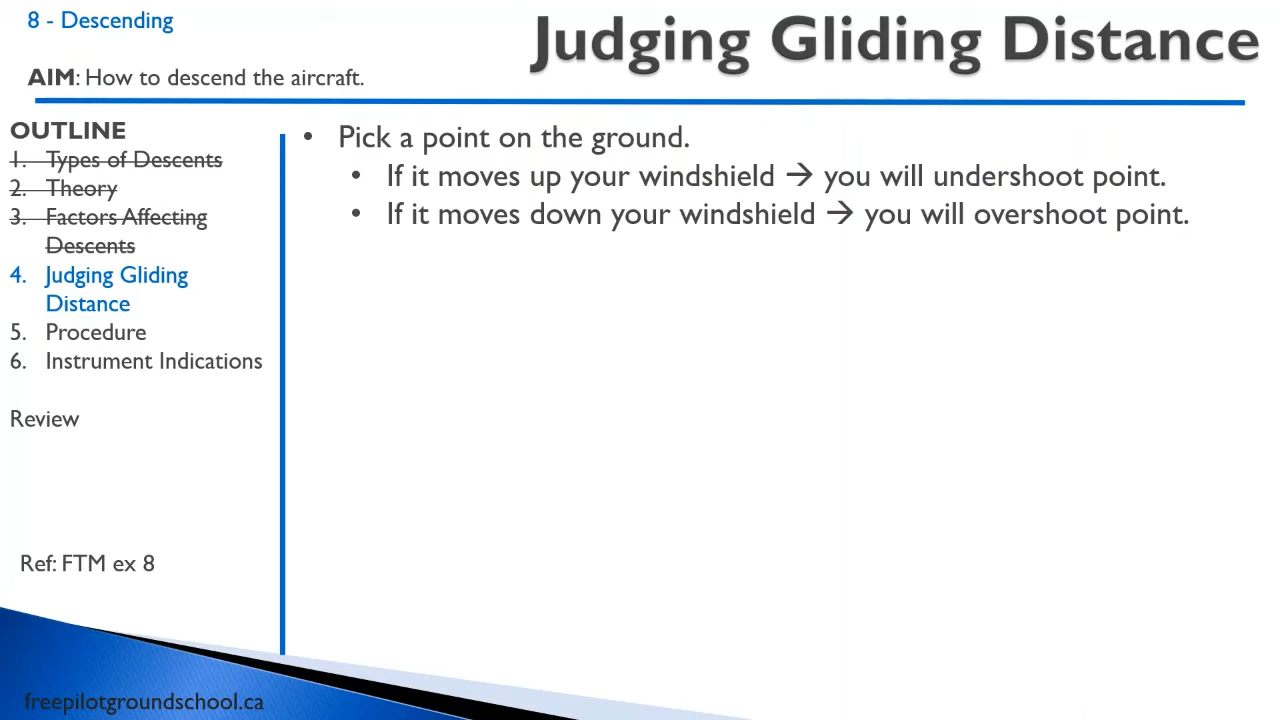 8 - Descending
Judging Gliding Distance
AIM: How to descend the aircraft.
OUTLINE
1. Types of Descents
2. Theory
3. Factors Affecting
Descents
4. Judging Gliding
Distance
5. Procedure
6. Instrument Indications
Review
Ref: FTM ex 8
• Pick a point on the ground.
• If it moves up your windshield → you will undershoot point.
• If it moves down your windshield → you will overshoot point.
freepilotgroundschool.ca